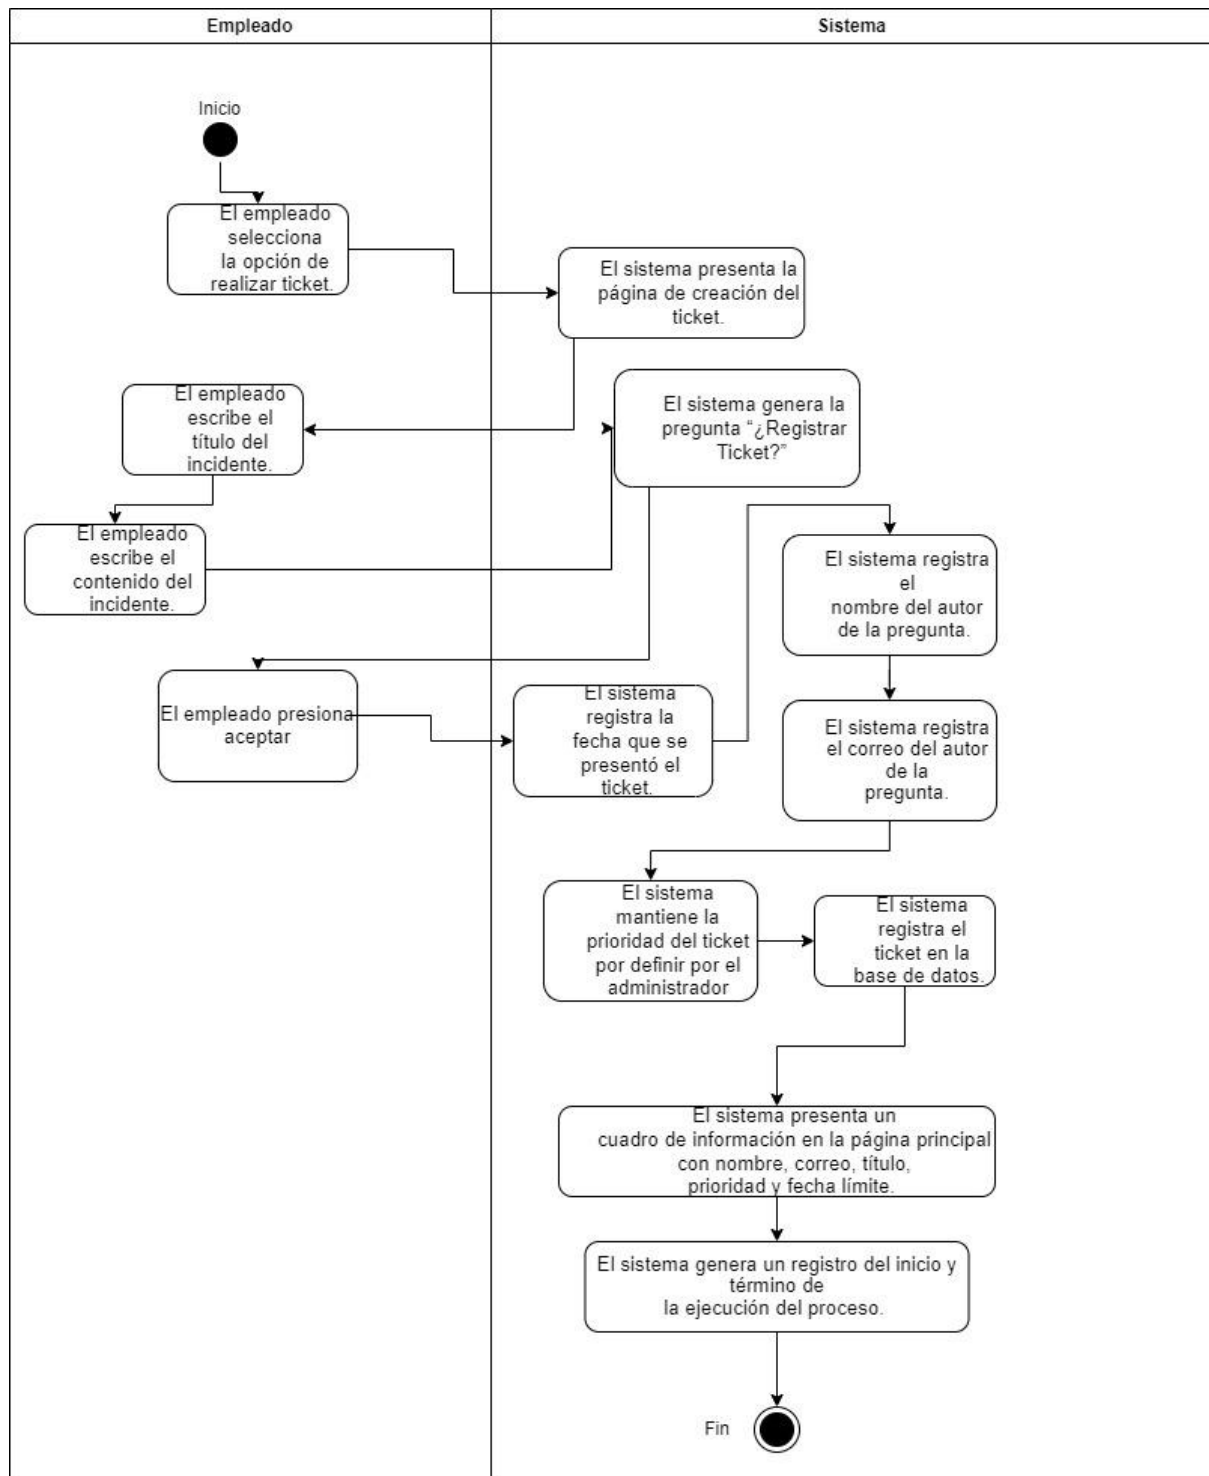 Empleado
Sistema
Inicio
El empleado
selecciona
la opción de
realizar ticket.
El sistema presenta la
página de creación del
ticket.
El empleado
escribe el
título del
incidente.
El empleado
escribe el
contenido del
incidente.
El sistema genera la
pregunta “¿Registrar
Ticket?”
El empleado presiona
aceptar
El sistema
registra la
fecha que se
presentó el
ticket.
El sistema registra
el
nombre del autor
de la pregunta.
El sistema registra
el correo del autor
de la
pregunta.
El sistema
mantiene la
prioridad del ticket
por definir por el
administrador
El sistema
registra el
ticket en la
base de datos.
El sistema presenta un
cuadro de información en la página principal
con nombre, correo, título,
prioridad y fecha límite.
El sistema genera un registro del inicio y
término de
la ejecución del proceso.
Fin